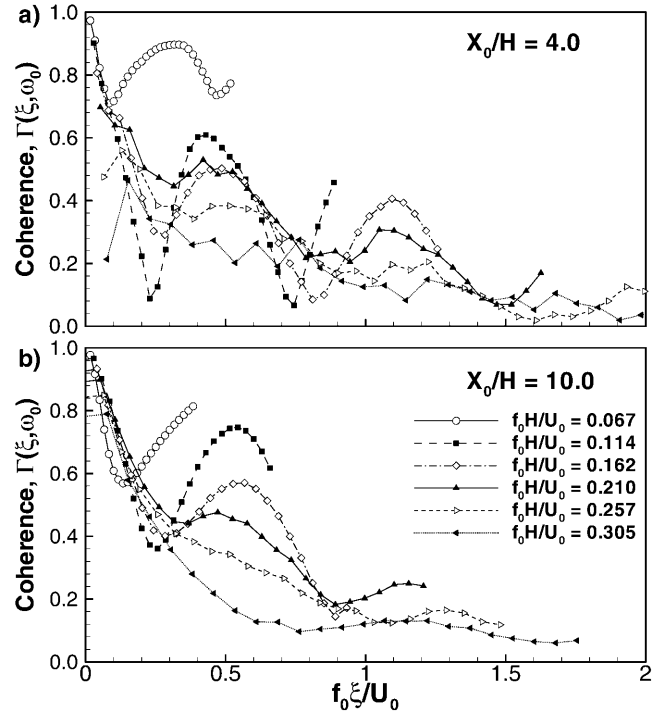 a)
X₀/H = 4.0
Coherence, Γ(ξ,ω₀)
1.0
0.8
0.6
0.4
0.2
0.0
b)
X₀/H = 10.0
f₀H/U₀ = 0.067
f₀H/U₀ = 0.114
f₀H/U₀ = 0.162
f₀H/U₀ = 0.210
f₀H/U₀ = 0.257
f₀H/U₀ = 0.305
Coherence, Γ(ξ,ω₀)
1.0
0.8
0.6
0.4
0.2
0.0
0 0.5 1 1.5 2
f₀ξ/U₀